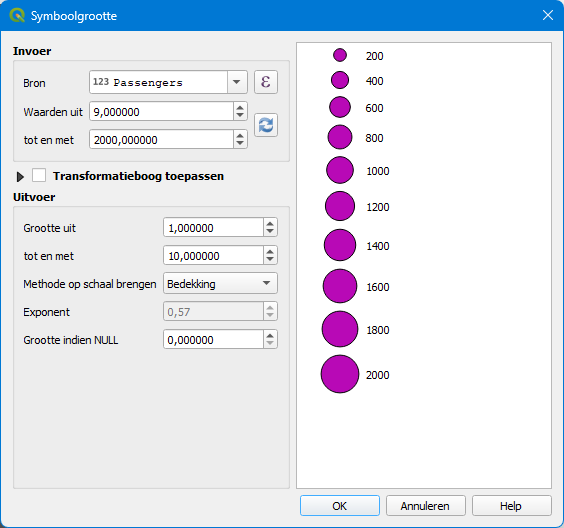 Symboolgrootte
Invoer
Bron
123 Passengers
ε
Waarden uit
9,000000
tot en met
2000,000000
Transformatieboog toepassen
Uitvoer
Grootte uit
1,000000
tot en met
10,000000
Methode op schaal brengen
Bedekking
Exponent
0,57
Grootte indien NULL
0,000000
200
400
600
800
1000
1200
1400
1600
1800
2000
OK
Annuleren
Help